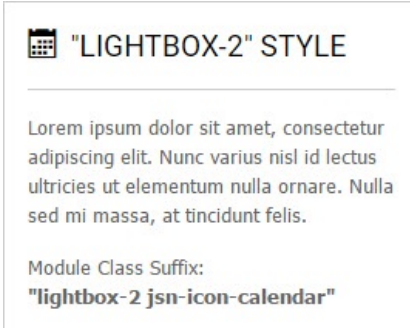 "LIGHTBOX-2" STYLE
Lorem ipsum dolor sit amet, consectetur
adipiscing elit. Nunc varius nisl id lectus
ultricies ut elementum nulla ornare. Nulla
sed mi massa, at tincidunt felis.
Module Class Suffix:
"lightbox-2 jsn-icon-calendar"